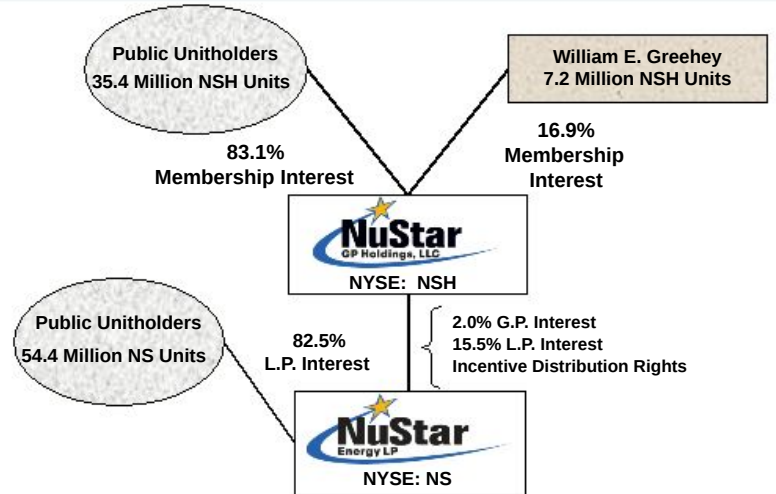 Public Unitholders
35.4 Million NSH Units
William E. Greehey
7.2 Million NSH Units
83.1%
Membership Interest
16.9%
Membership
Interest
NuStar
GP Holdings, LLC
NYSE: NSH
Public Unitholders
54.4 Million NS Units
82.5%
L.P. Interest
2.0% G.P. Interest
15.5% L.P. Interest
Incentive Distribution Rights
NuStar
Energy LP
NYSE: NS